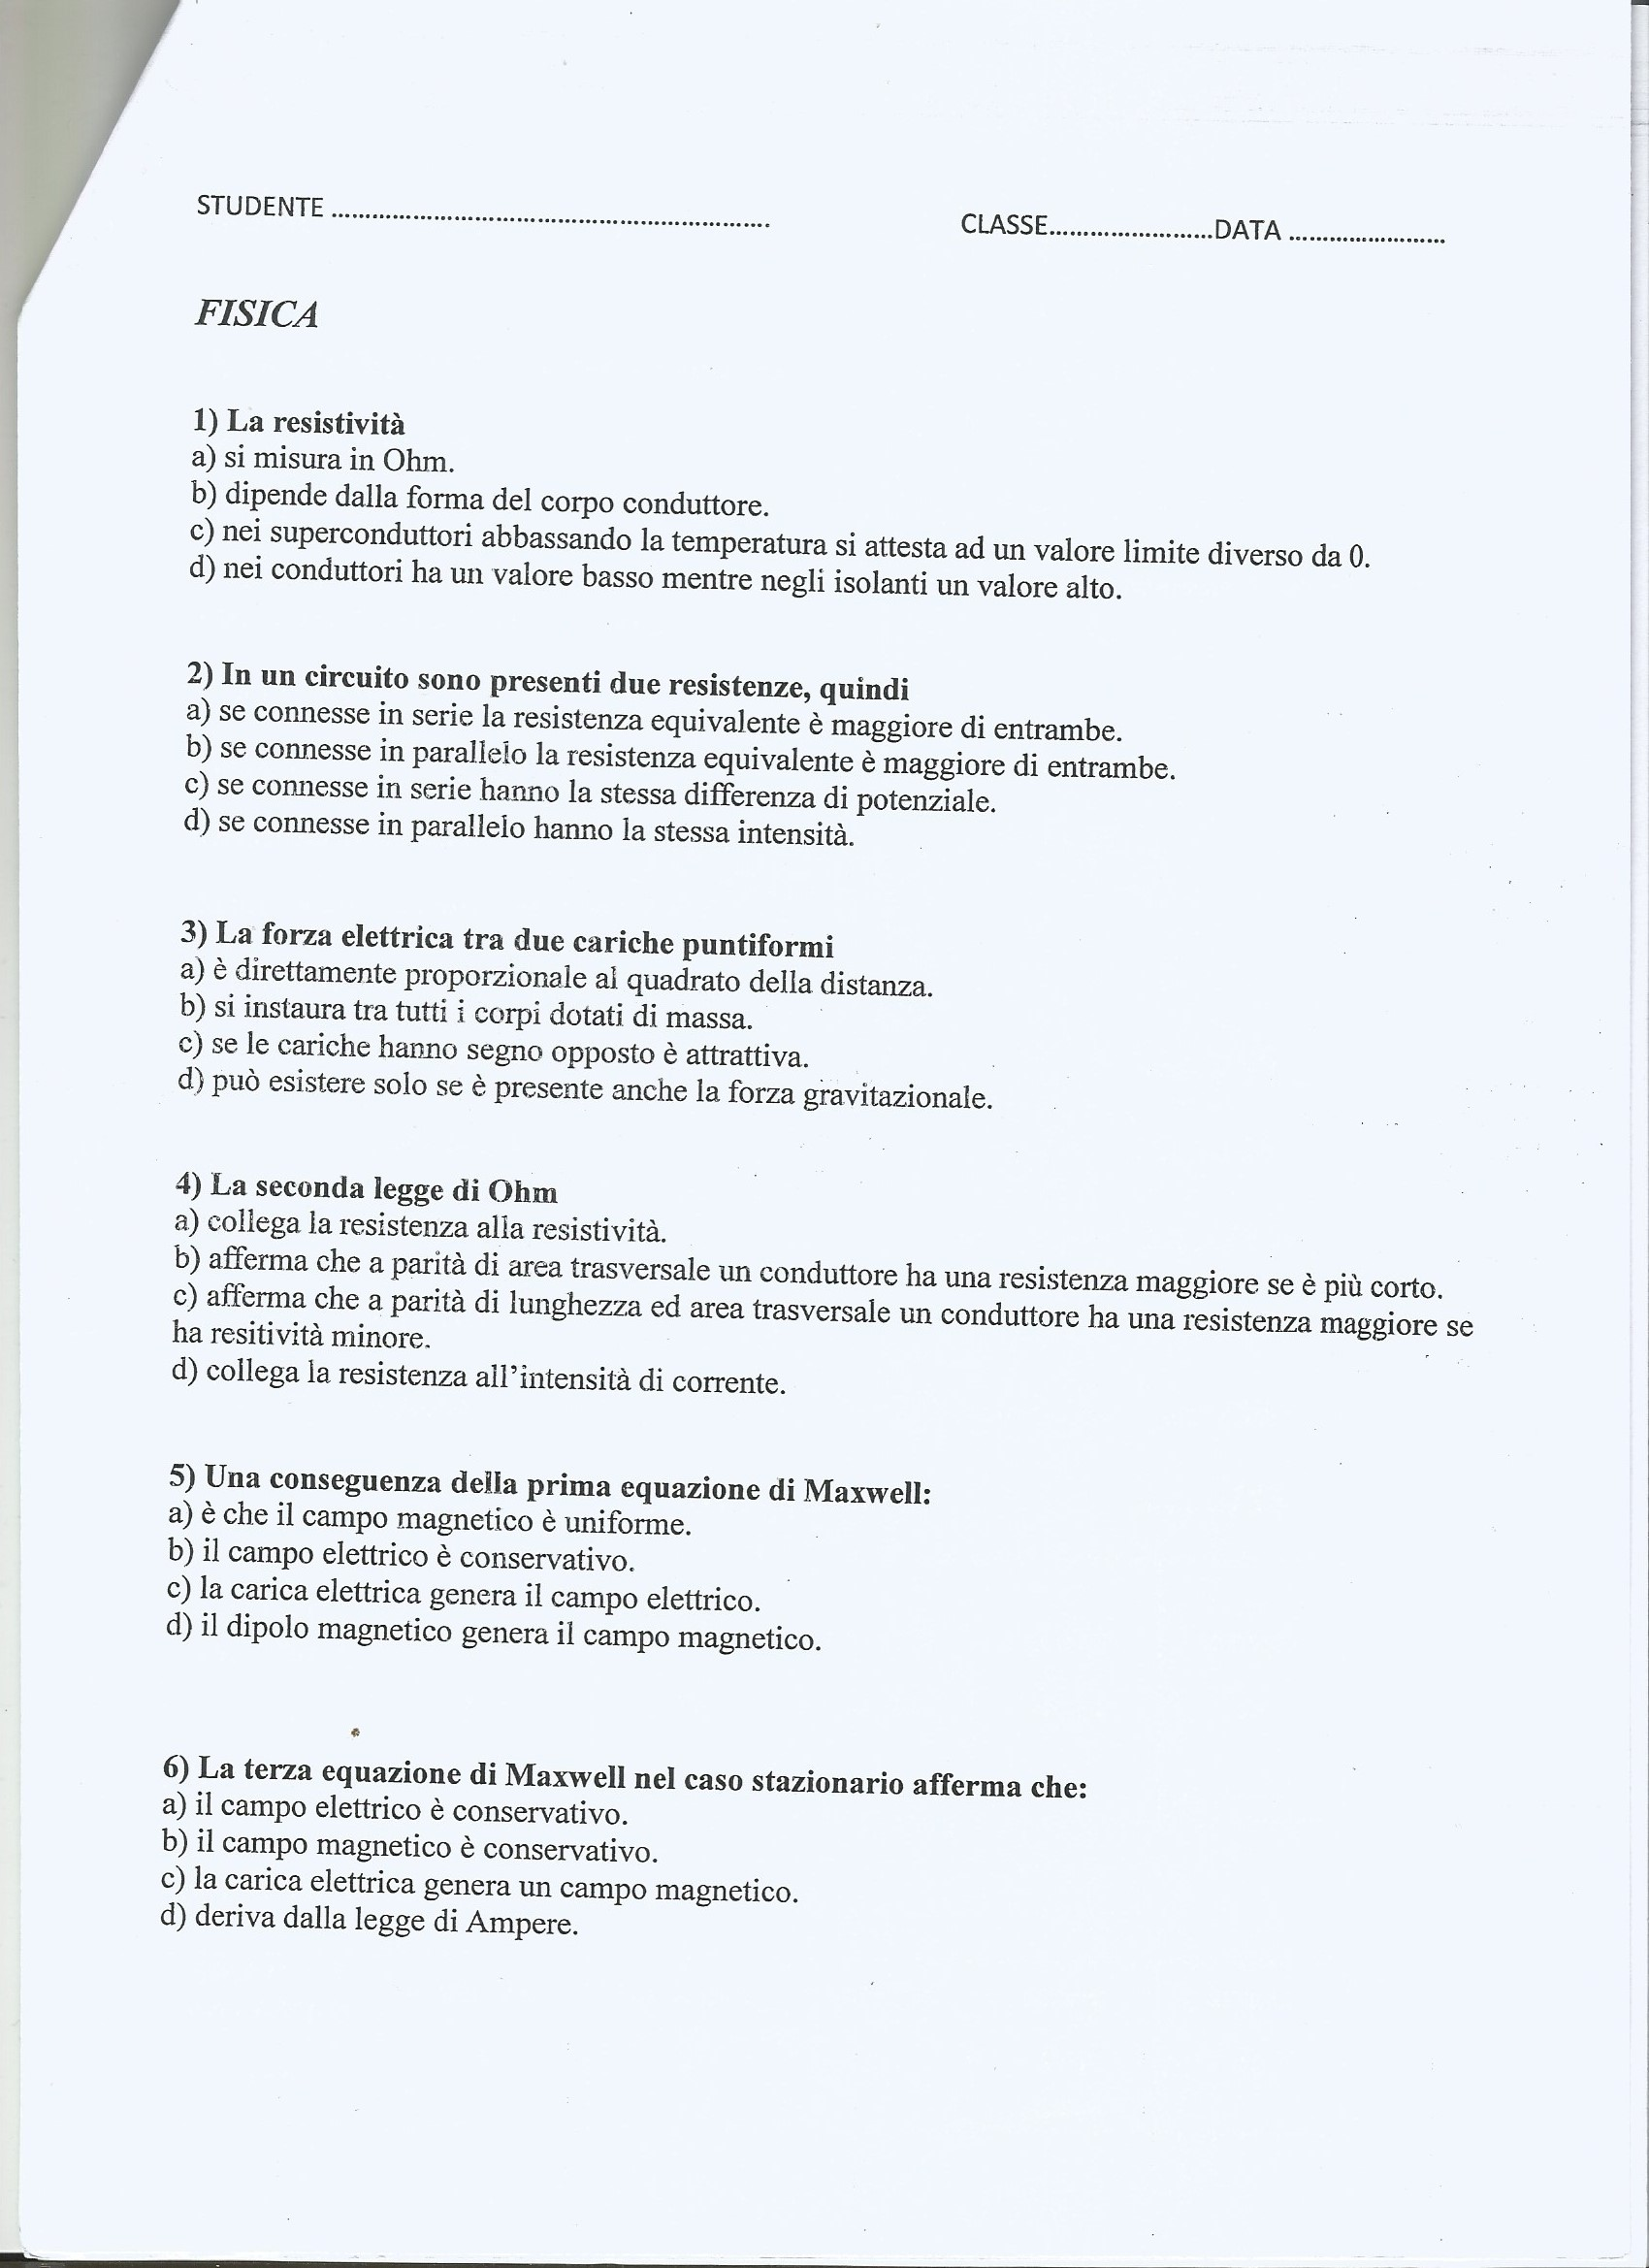 STUDENTE ................................................................ CLASSE........................DATA .......................
FISICA
1) La resistività
a) si misura in Ohm.
b) dipende dalla forma del corpo conduttore.
c) nei superconduttori abbassando la temperatura si attesta ad un valore limite diverso da 0.
d) nei conduttori ha un valore basso mentre negli isolanti un valore alto.
2) In un circuito sono presenti due resistenze, quindi
a) se connesse in serie la resistenza equivalente è maggiore di entrambe.
b) se connesse in parallelo la resistenza equivalente è maggiore di entrambe.
c) se connesse in serie hanno la stessa differenza di potenziale.
d) se connesse in parallelo hanno la stessa intensità.
3) La forza elettrica tra due cariche puntiformi
a) è direttamente proporzionale al quadrato della distanza.
b) si instaura tra tutti i corpi dotati di massa.
c) se le cariche hanno segno opposto è attrattiva.
d) può esistere solo se è presente anche la forza gravitazionale.
4) La seconda legge di Ohm
a) collega la resistenza alla resistività.
b) afferma che a parità di area trasversale un conduttore ha una resistenza maggiore se è più corto.
c) afferma che a parità di lunghezza ed area trasversale un conduttore ha una resistenza maggiore se
ha resitività minore.
d) collega la resistenza all’intensità di corrente.
5) Una conseguenza della prima equazione di Maxwell:
a) è che il campo magnetico è uniforme.
b) il campo elettrico è conservativo.
c) la carica elettrica genera il campo elettrico.
d) il dipolo magnetico genera il campo magnetico.
6) La terza equazione di Maxwell nel caso stazionario afferma che:
a) il campo elettrico è conservativo.
b) il campo magnetico è conservativo.
c) la carica elettrica genera un campo magnetico.
d) deriva dalla legge di Ampere.